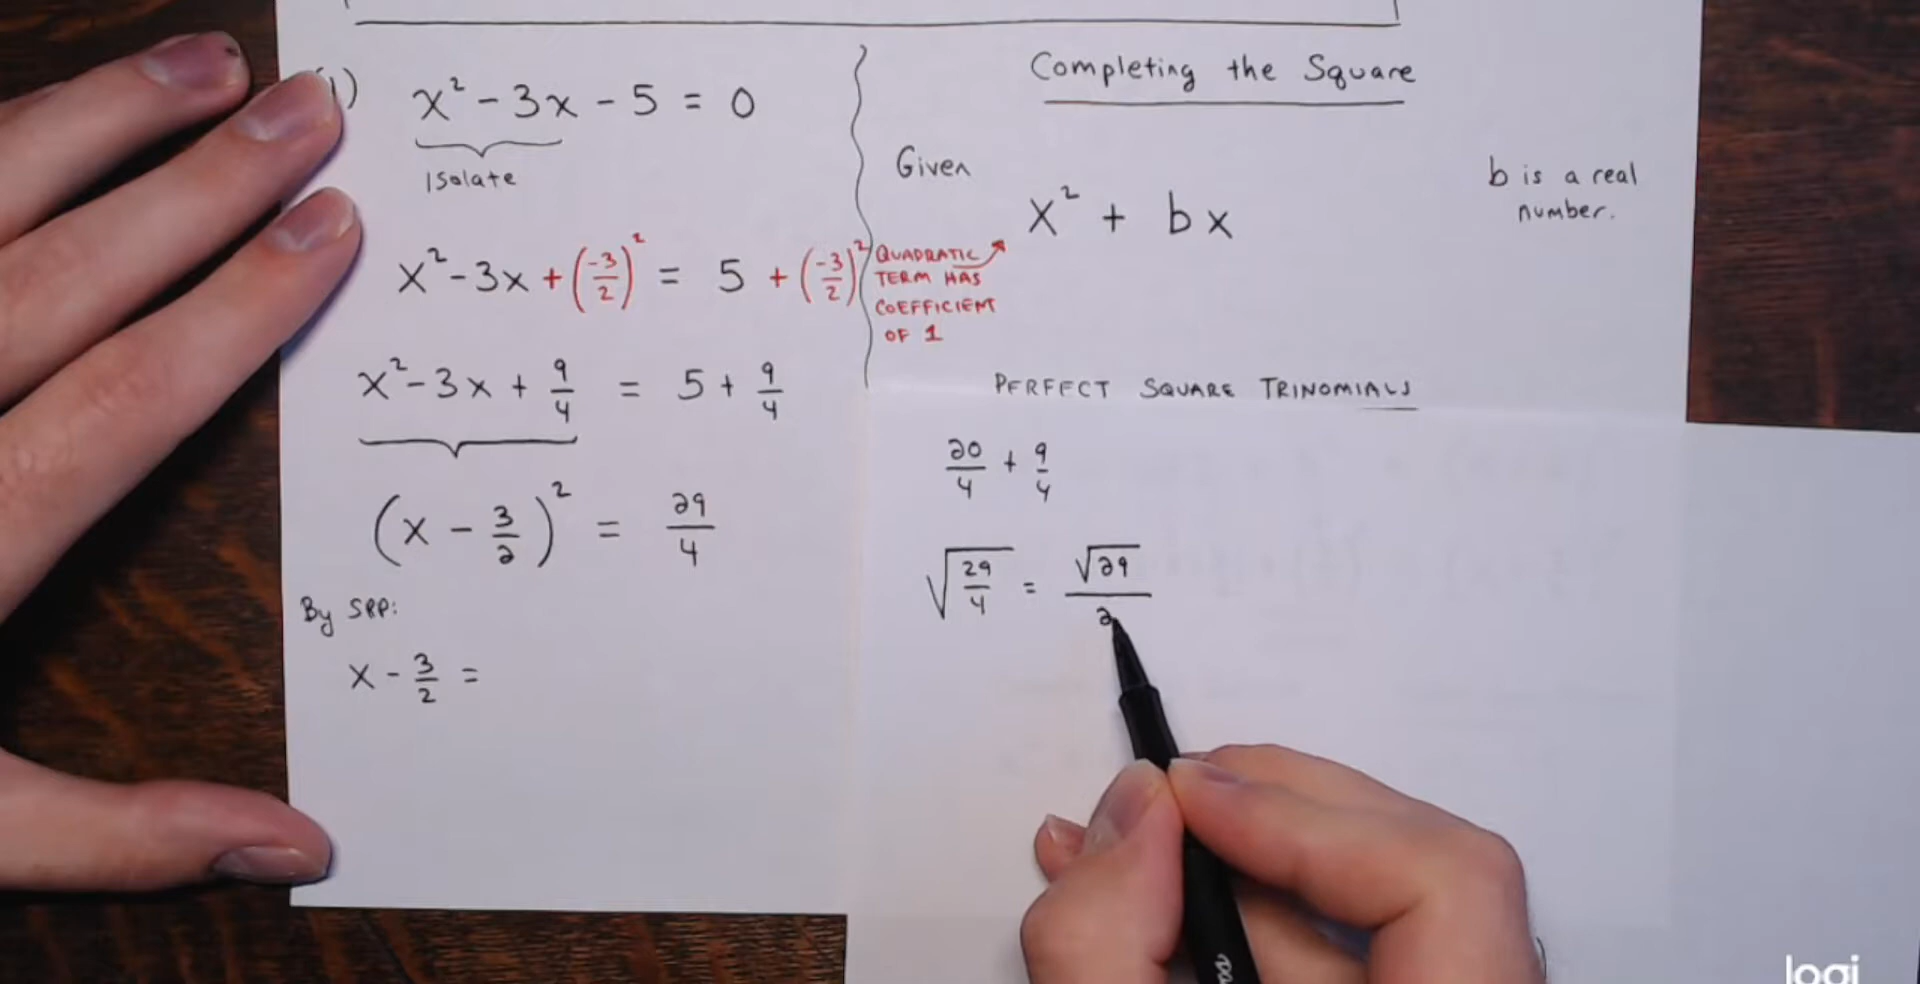 1) x² - 3x - 5 = 0
Isolate
x² - 3x + (-3/2)² = 5 + (-3/2)²
x² - 3x + 9/4 = 5 + 9/4
(x - 3/2)² = 29/4
By SRP:
x - 3/2 =
Completing the Square
Given
x² + bx
b is a real
number.
QUADRATIC
TERM HAS
COEFFICIENT
OF 1
PERFECT SQUARE TRINOMIALS
20/4 + 9/4
√(29/4) = √29/2
logi